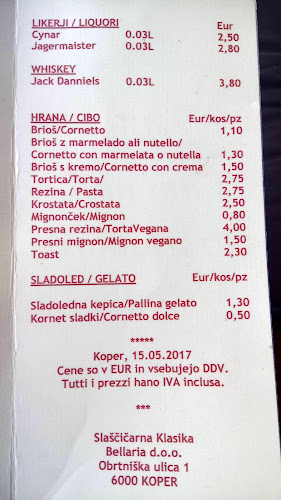 LIKERJI / LIQUORI Eur
Cynar 0.03L 2,50
Jagermaister 0.03L 2,80
WHISKEY
Jack Danniels 0.03L 3,80
HRANA / CIBO Eur/kos/pz
Brioš/Cornetto 1,10
Brioš z marmelado ali nutello/
Cornetto con marmelata o nutella 1,30
Brioš s kremo/Cornetto con crema 1,50
Tortica/Torta/ 2,75
Rezina / Pasta 2,75
Krostata/Crostata 2,50
Mignonček/Mignon 0,80
Presna rezina/TortaVegana 4,00
Presni mignon/Mignon vegano 1,50
Toast 2,30
SLADOLED / GELATO Eur/kos/pz
Sladoledna kepica/Pallina gelato 1,30
Kornet sladki/Cornetto dolce 0,50
*****
Koper, 15.05.2017
Cene so v EUR in vsebujejo DDV.
Tutti i prezzi hano IVA inclusa.
***
Slaščičarna Klasika
Bellaria d.o.o.
Obrtniška ulica 1
6000 KOPER